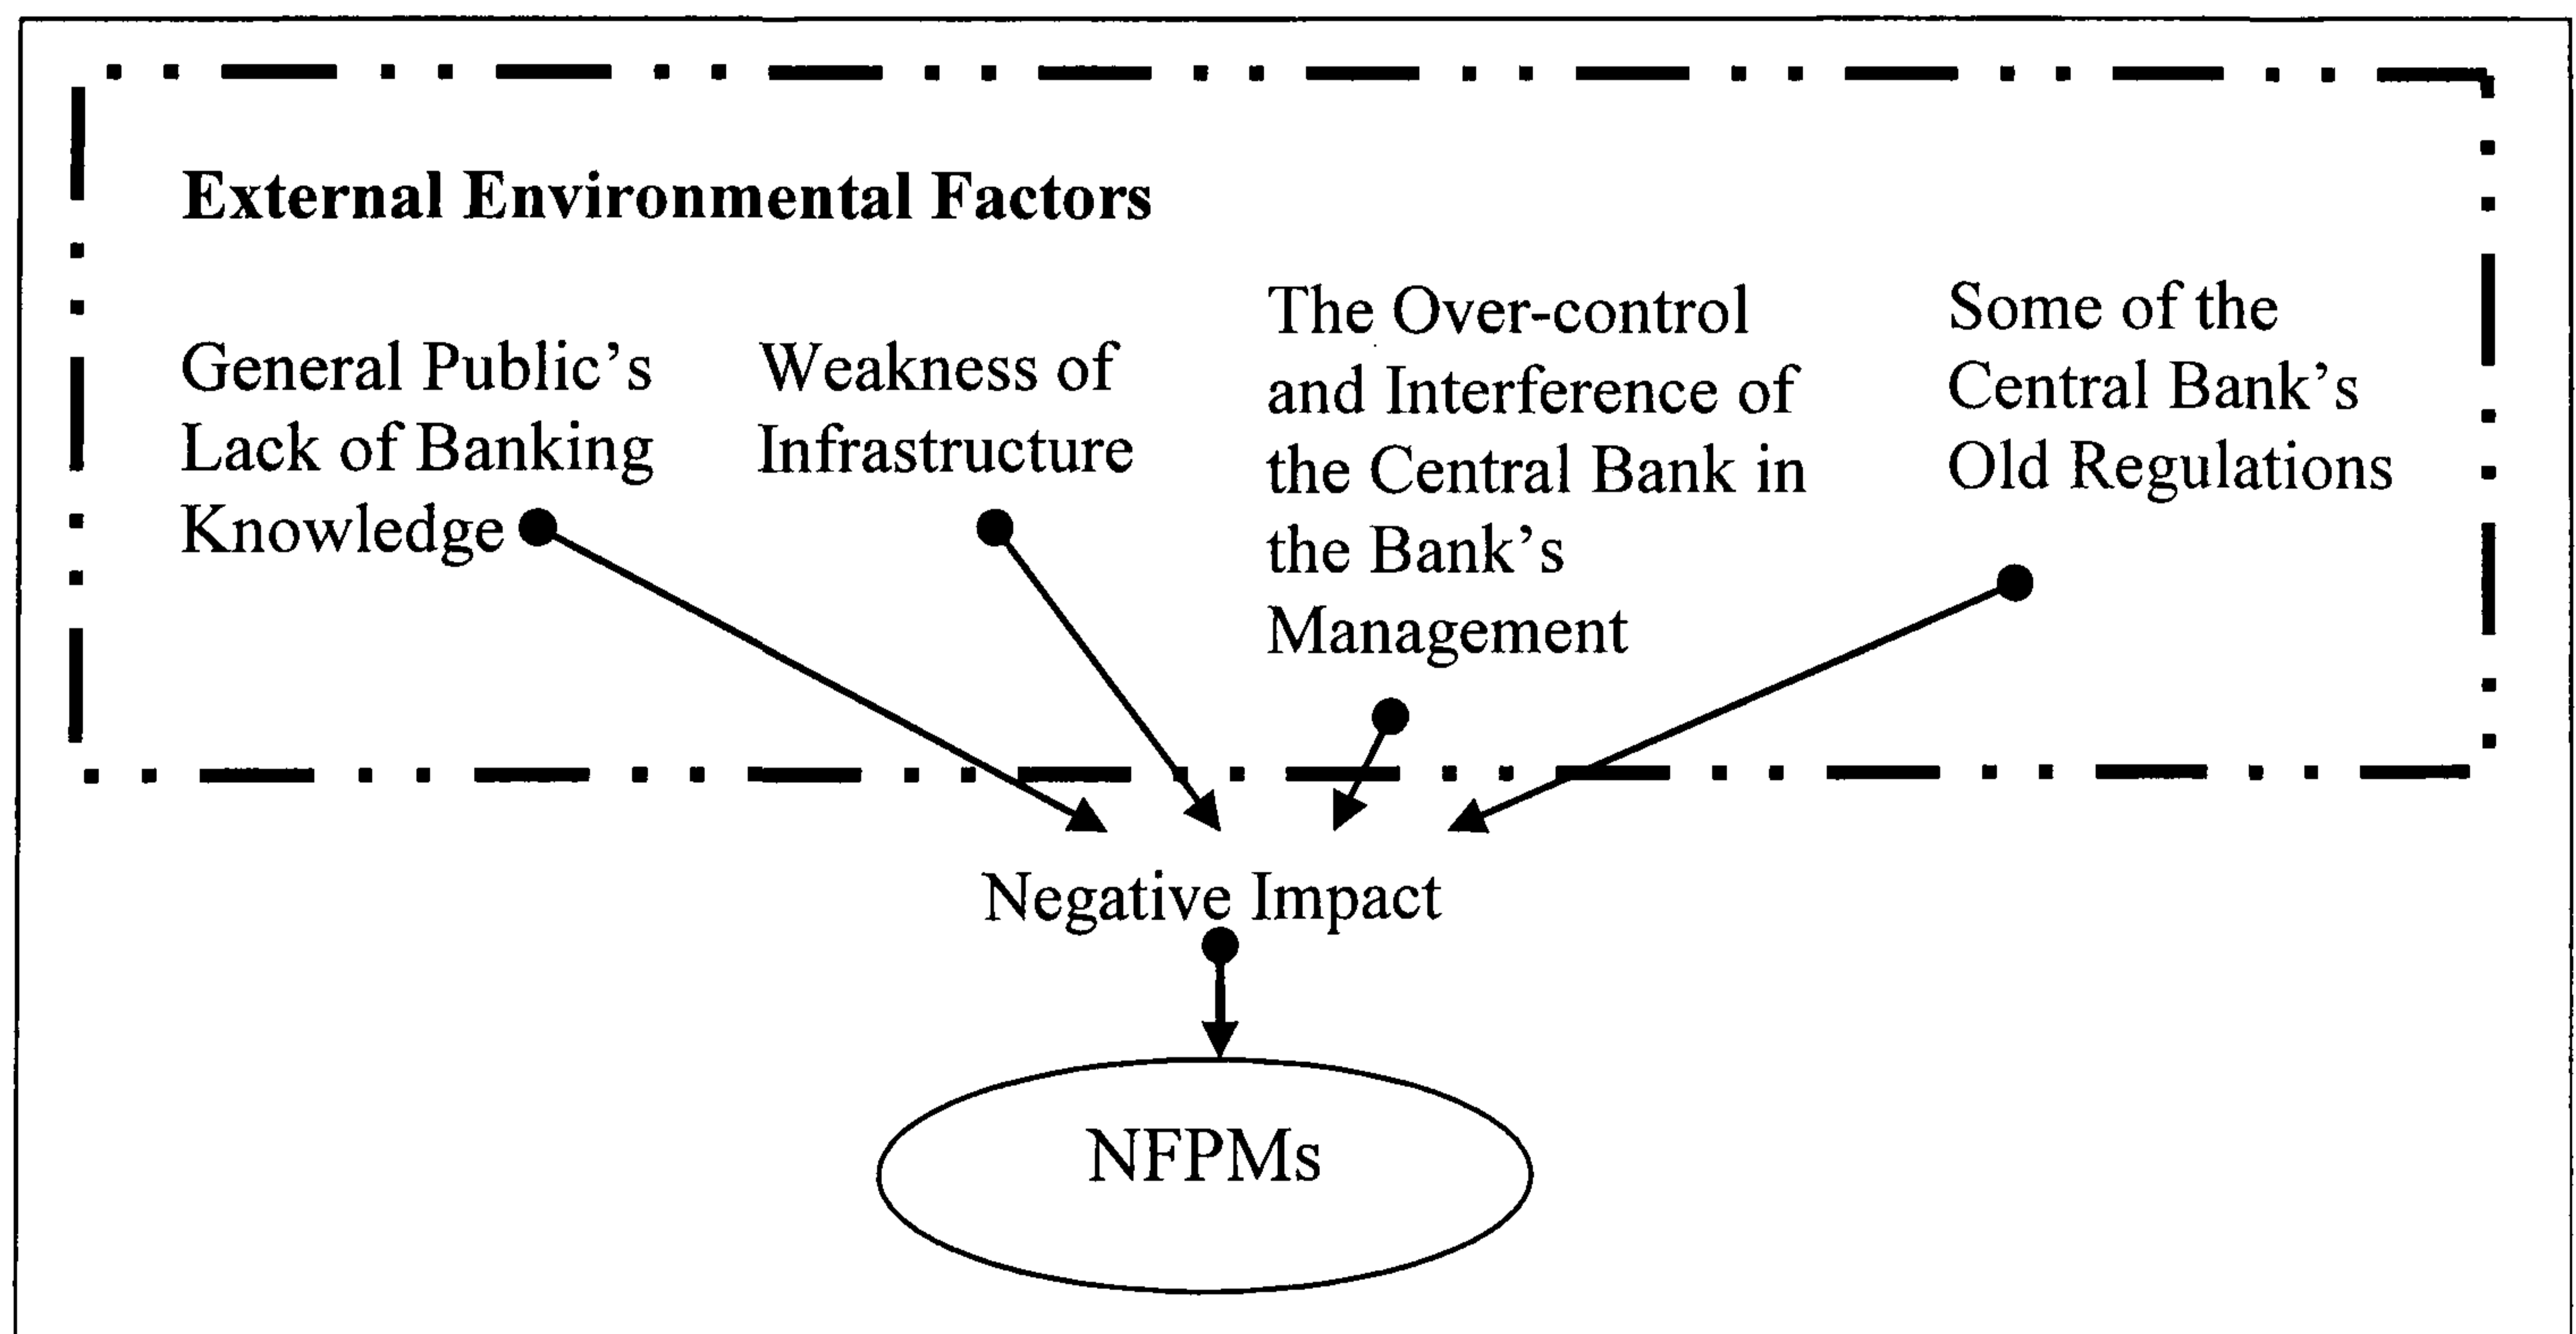 External Environmental Factors
General Public’s
Lack of Banking
Knowledge
Weakness of
Infrastructure
The Over-control
and Interference of
the Central Bank in
the Bank’s
Management
Some of the
Central Bank’s
Old Regulations
Negative Impact
NFPMs